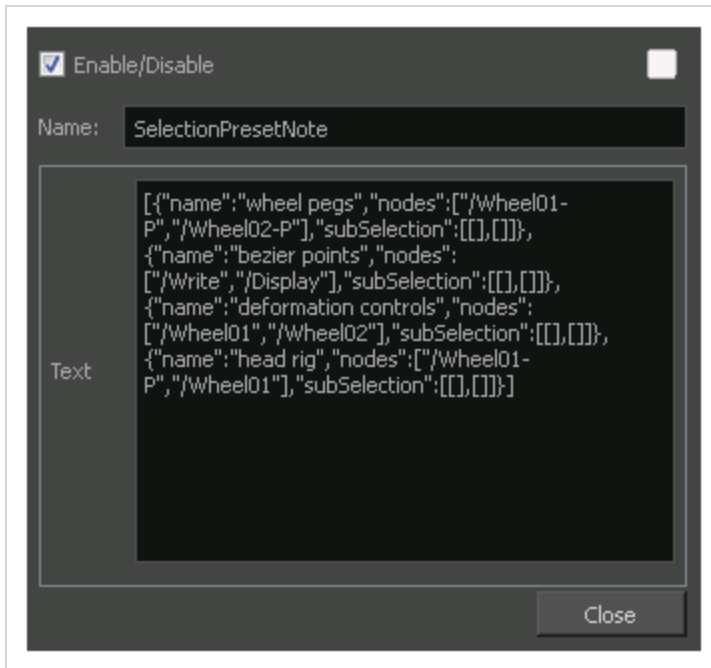 Enable/Disable
Name: SelectionPresetNote
[{"name":"wheel pegs","nodes":["/Wheel01-
P","/Wheel02-P"],"subSelection":[[],[]]},
{"name":"bezier points","nodes":
["/Write","/Display"],"subSelection":[[],[]]},
{"name":"deformation controls","nodes":
["/Wheel01","/Wheel02"],"subSelection":[[],[]]},
{"name":"head rig","nodes":["/Wheel01-
P","/Wheel01"],"subSelection":[[],[]]}]
Text
Close